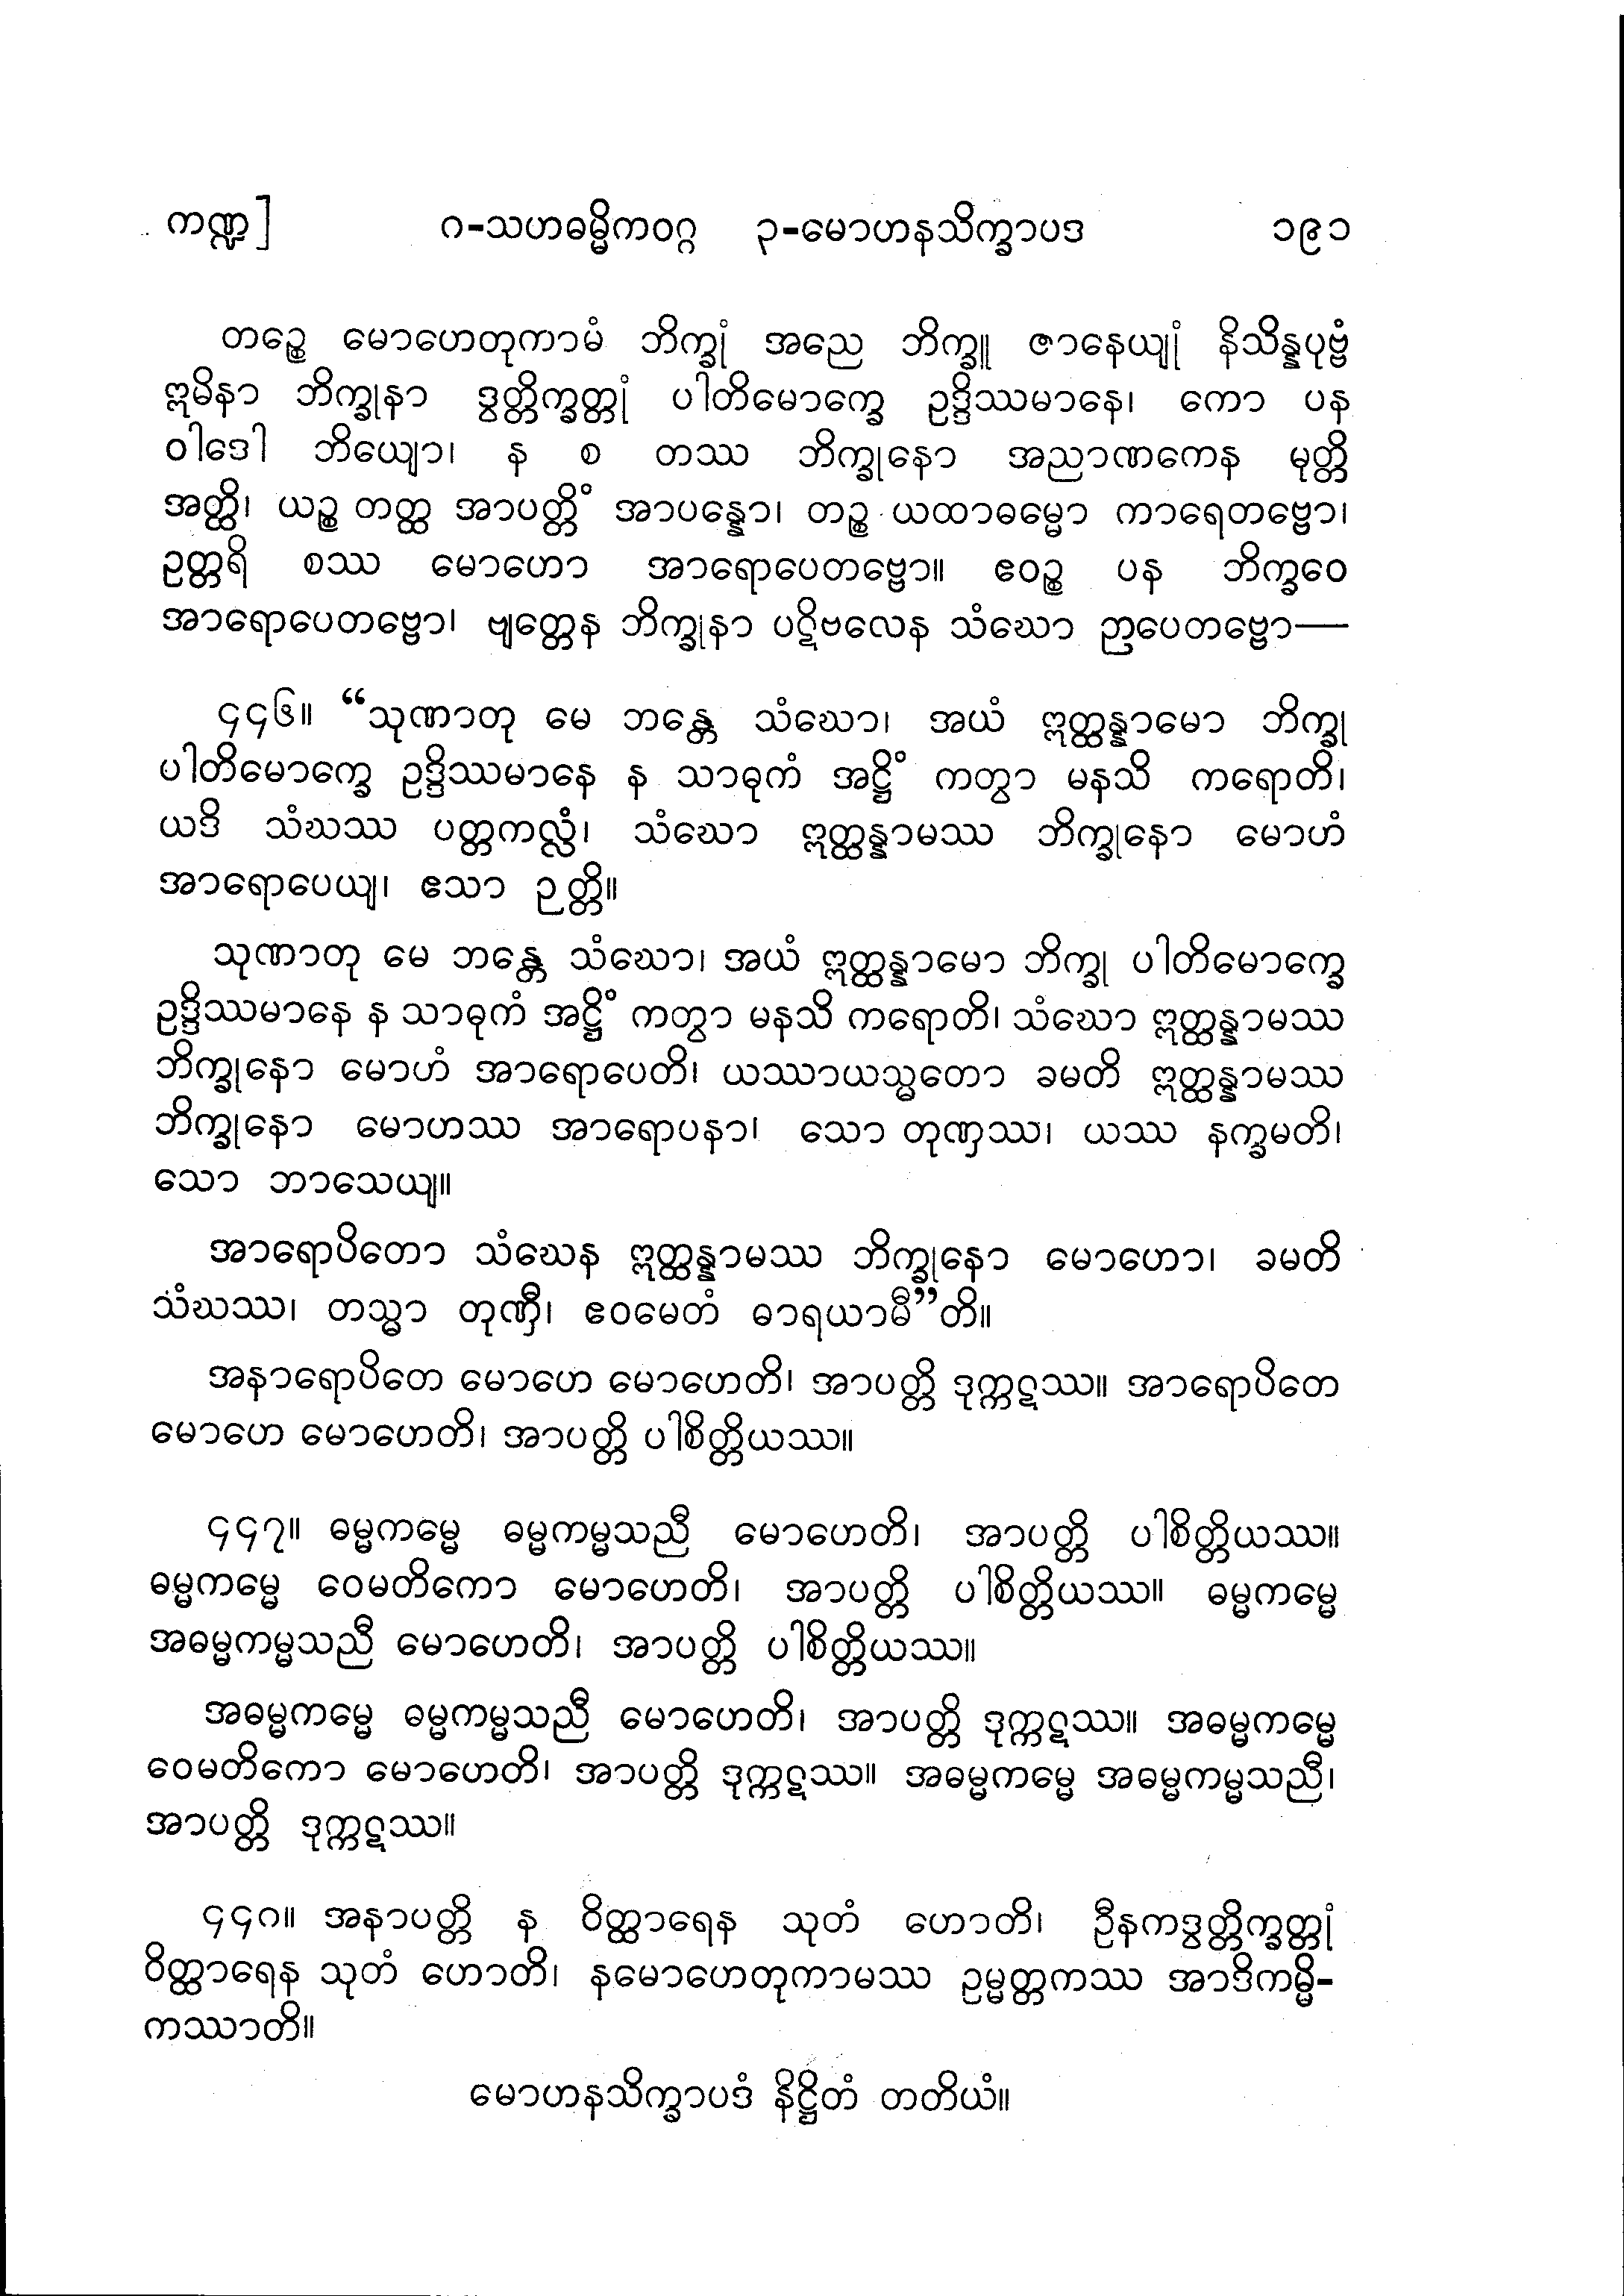 ကဏ္ဍ] ဂ-သဟဓမ္မိကဝဂ္ဂ ၃-မောဟနသိက္ခာပဒ ၁၉၁
တဉ္စေ မောဟေတုကာမံ ဘိက္ခုံ အညေ ဘိက္ခူ ဇာနေယျုံ နိသိန္နပုဗ္ဗံ
ဣမိနာ ဘိက္ခုနာ ဒွတ္တိက္ခတ္တုံ ပါတိမောက္ခေ ဥဒ္ဒိဿမာနေ၊ ကော ပန
ဝါဒေါ ဘိယျော၊ န စ တဿ ဘိက္ခုနော အညာဏကေန မုတ္တိ
အတ္ထိ၊ ယဉ္စ တတ္ထ အာပတ္တိံ အာပန္နော၊ တဉ္စ ယထာဓမ္မော ကာရေတဗ္ဗော၊
ဥတ္တရိ စဿ မောဟော အာရောပေတဗ္ဗော။ ဧဝဉ္စ ပန ဘိက္ခဝေ
အာရောပေတဗ္ဗော၊ ဗျတ္တေန ဘိက္ခုနာ ပဋိဗလေန သံဃော ဉာပေတဗ္ဗော—
၄၄၆။ “သုဏာတု မေ ဘန္တေ သံဃော၊ အယံ ဣတ္ထန္နာမော ဘိက္ခု
ပါတိမောက္ခေ ဥဒ္ဒိဿမာနေ န သာဓုကံ အဋ္ဌိံ ကတွာ မနသိ ကရောတိ၊
ယဒိ သံဃဿ ပတ္တကလ္လံ၊ သံဃော ဣတ္ထန္နာမဿ ဘိက္ခုနော မောဟံ
အာရောပေယျ၊ ဧသာ ဉတ္တိ။
သုဏာတု မေ ဘန္တေ သံဃော၊ အယံ ဣတ္ထန္နာမော ဘိက္ခု ပါတိမောက္ခေ
ဥဒ္ဒိဿမာနေ န သာဓုကံ အဋ္ဌိံ ကတွာ မနသိ ကရောတိ၊ သံဃော ဣတ္ထန္နာမဿ
ဘိက္ခုနော မောဟံ အာရောပေတိ၊ ယဿာယသ္မတော ခမတိ ဣတ္ထန္နာမဿ
ဘိက္ခုနော မောဟဿ အာရောပနာ၊ သော တုဏှဿ၊ ယဿ နက္ခမတိ၊
သော ဘာသေယျ။
အာရောပိတော သံဃေန ဣတ္ထန္နာမဿ ဘိက္ခုနော မောဟော၊ ခမတိ
သံဃဿ၊ တသ္မာ တုဏှီ၊ ဧဝမေတံ ဓာရယာမီ”တိ။
အနာရောပိတေ မောဟေ မောဟေတိ၊ အာပတ္တိ ဒုက္ကဋဿ။ အာရောပိတေ
မောဟေ မောဟေတိ၊ အာပတ္တိ ပါစိတ္တိယဿ။
၄၄၇။ ဓမ္မကမ္မေ ဓမ္မကမ္မသညီ မောဟေတိ၊ အာပတ္တိ ပါစိတ္တိယဿ။
ဓမ္မကမ္မေ ဝေမတိကော မောဟေတိ၊ အာပတ္တိ ပါစိတ္တိယဿ။ ဓမ္မကမ္မေ
အဓမ္မကမ္မသညီ မောဟေတိ၊ အာပတ္တိ ပါစိတ္တိယဿ။
အဓမ္မကမ္မေ ဓမ္မကမ္မသညီ မောဟေတိ၊ အာပတ္တိ ဒုက္ကဋဿ။ အဓမ္မကမ္မေ
ဝေမတိကော မောဟေတိ၊ အာပတ္တိ ဒုက္ကဋဿ။ အဓမ္မကမ္မေ အဓမ္မကမ္မသညီ၊
အာပတ္တိ ဒုက္ကဋဿ။
၄၄၈။ အနာပတ္တိ န ဝိတ္ထာရေန သုတံ ဟောတိ၊ ဦနကဒွတ္တိက္ခတ္တုံ
ဝိတ္ထာရေန သုတံ ဟောတိ၊ နမောဟေတုကာမဿ ဥမ္မတ္တကဿ အာဒိကမ္မိ-
ကဿာတိ။
မောဟနသိက္ခာပဒံ နိဋ္ဌိတံ တတိယံ။